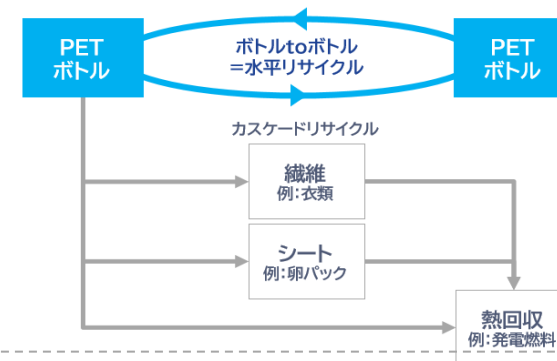 PET
ボトル
ボトルtoボトル
＝水平リサイクル
PET
ボトル
カスケードリサイクル
繊維
例：衣類
シート
例：卵パック
熱回収
例：発電燃料